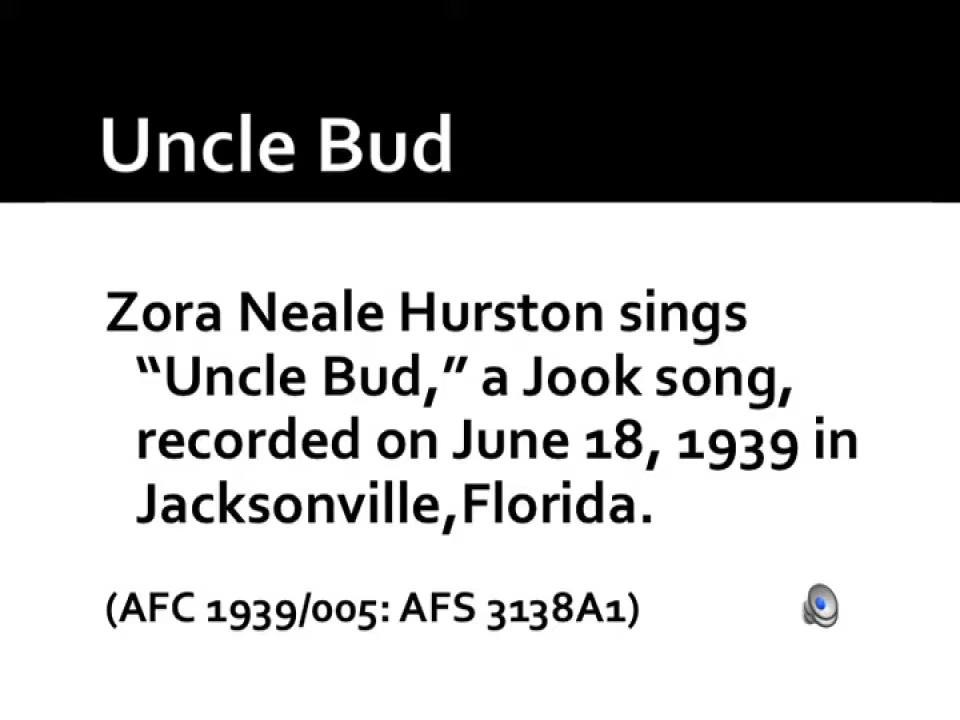 Uncle Bud
Zora Neale Hurston sings
“Uncle Bud,” a Jook song,
recorded on June 18, 1939 in
Jacksonville,Florida.
(AFC 1939/005: AFS 3138A1)